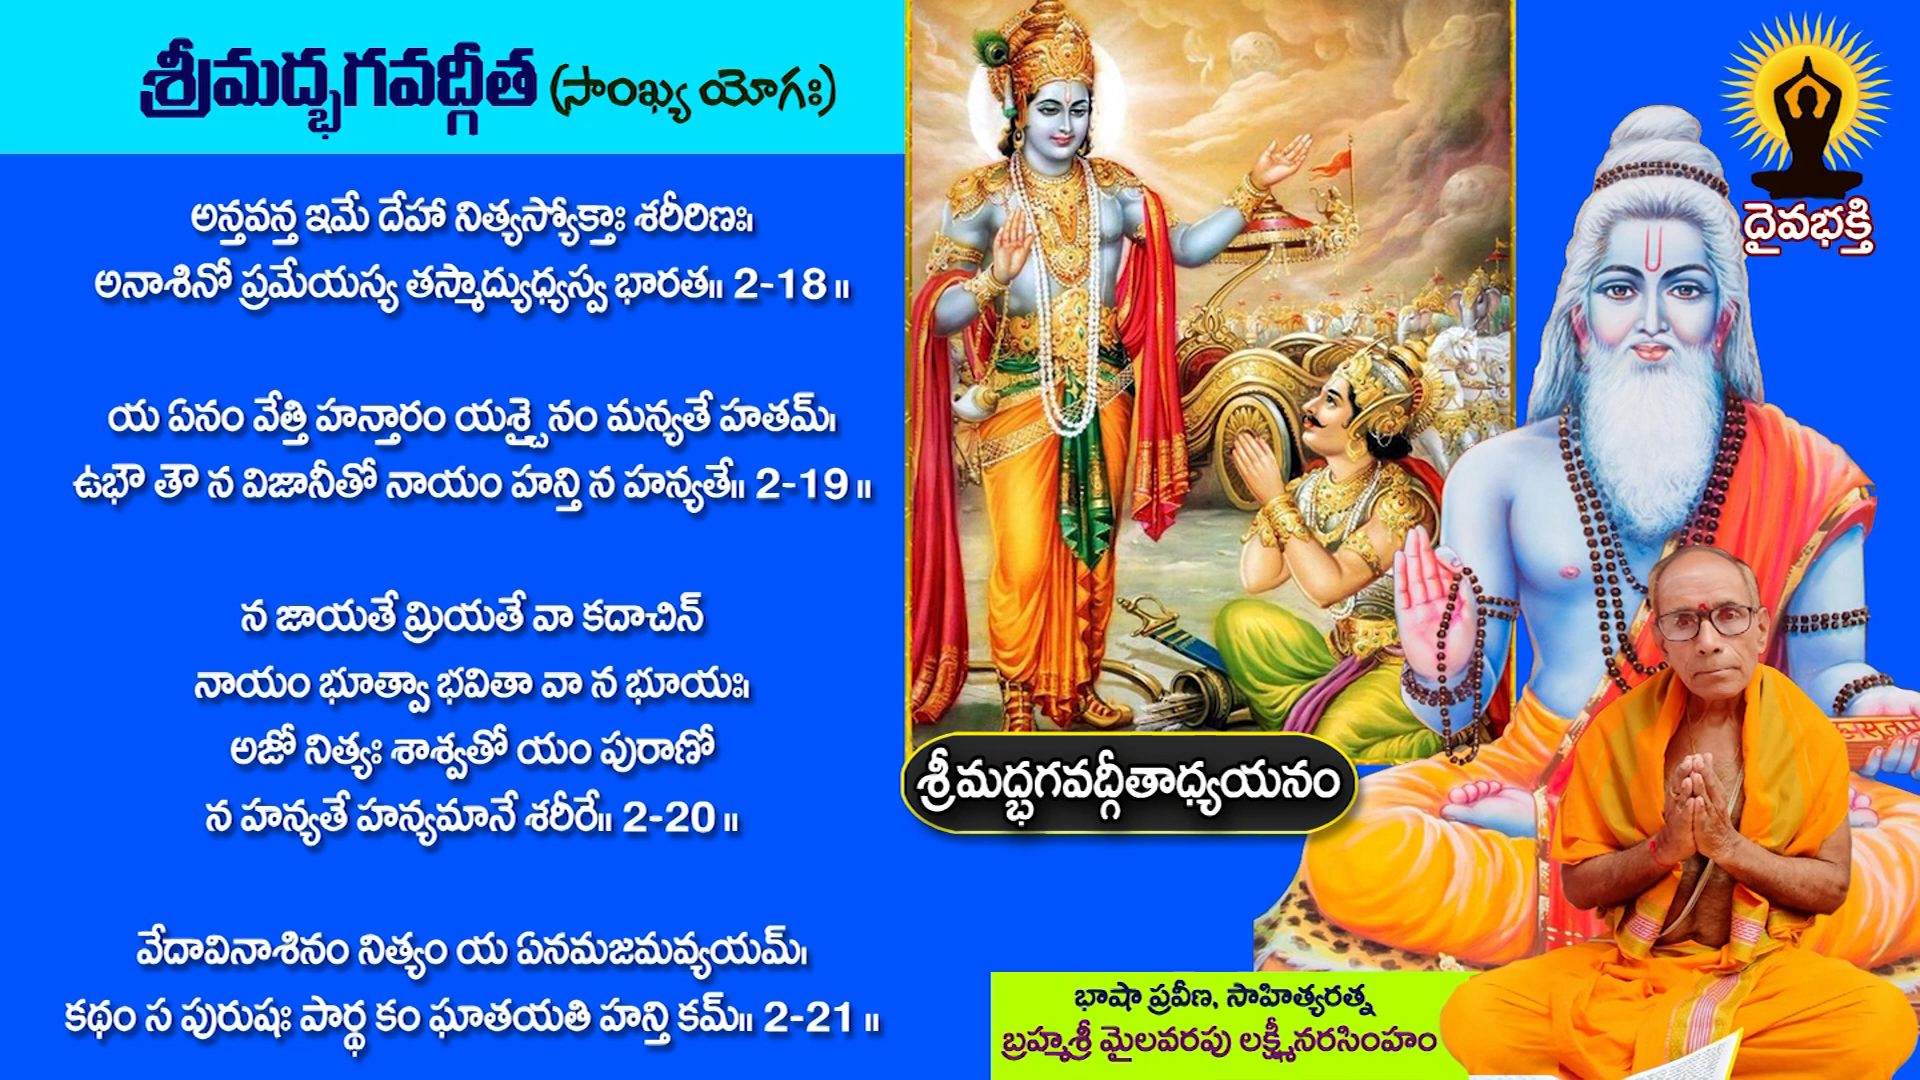 శ్రీమద్భగవద్గీత (సాంఖ్య యోగః)
అన్తవన్త ఇమే దేహా నిత్యస్యోక్తాః శరీరిణః।
అనాశినో ప్రమేయస్య తస్మాద్యుధ్యస్వ భారత॥ 2-18 ॥
య ఏనం వేత్తి హన్తారం యశ్చైనం మన్యతే హతమ్।
ఉభౌ తౌ న విజానీతో నాయం హన్తి న హన్యతే॥ 2-19 ॥
న జాయతే మ్రియతే వా కదాచిన్
నాయం భూత్వా భవితా వా న భూయః।
అజో నిత్యః శాశ్వతో యం పురాణో
న హన్యతే హన్యమానే శరీరే॥ 2-20 ॥
వేదావినాశినం నిత్యం య ఏనమజమవ్యయమ్।
కథం స పురుషః పార్థ కం ఘాతయతి హన్తి కమ్॥ 2-21 ॥
దైవభక్తి
శ్రీమద్భగవద్గీతాధ్యయనం
భాషా ప్రవీణ, సాహిత్యరత్న
బ్రహ్మశ్రీ మైలవరపు లక్ష్మీనరసింహం